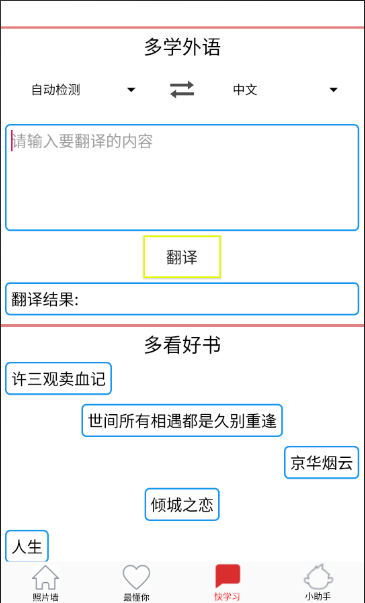 多学外语
自动检测 中文
请输入要翻译的内容
翻译
翻译结果:
多看好书
许三观卖血记
世间所有相遇都是久别重逢
京华烟云
倾城之恋
人生
照片墙 最懂你 快学习 小助手